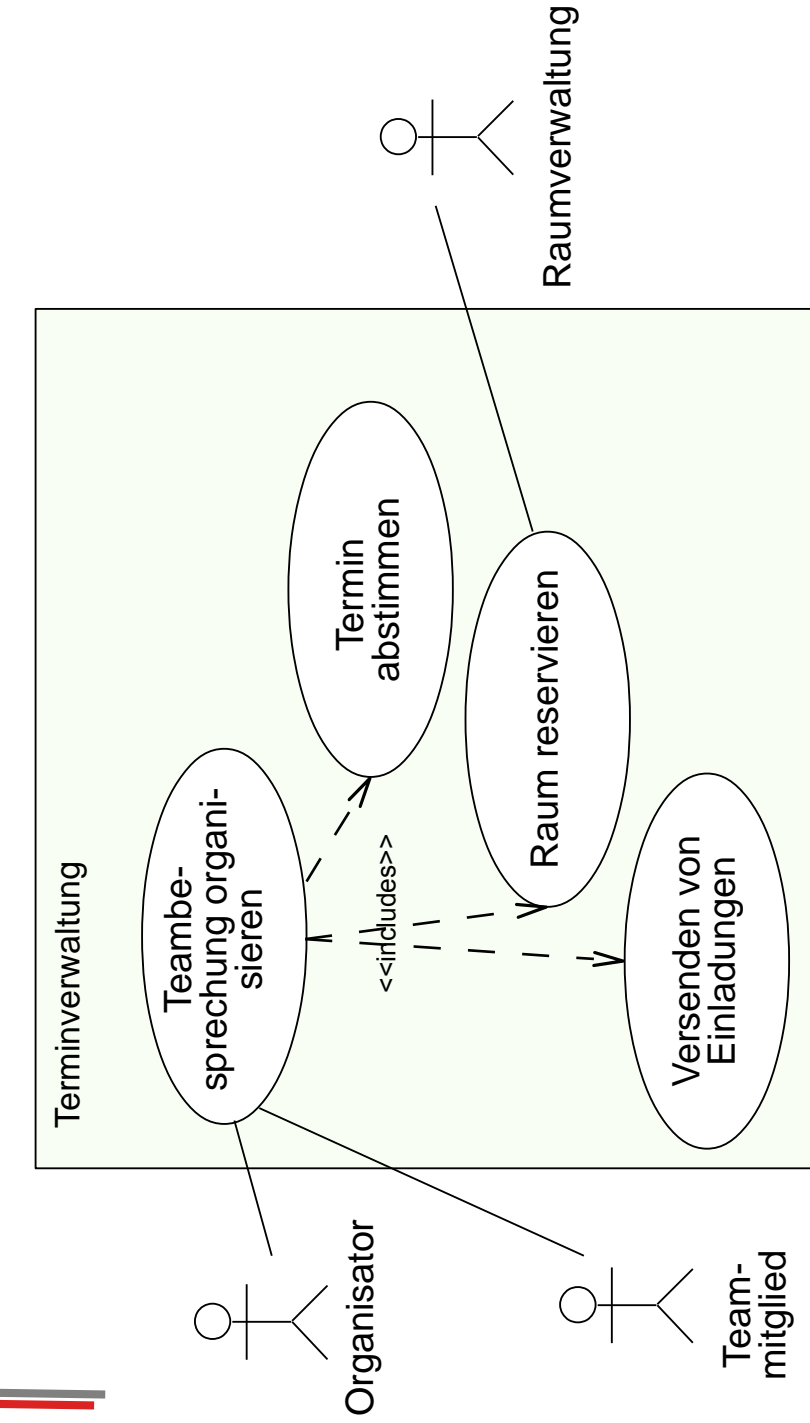 Terminverwaltung
Teambe-
sprechung organi-
sieren
Organisator
Termin
abstimmen
<<includes>>
Raum reservieren
Raumverwaltung
Versenden von
Einladungen
Team-
mitglied